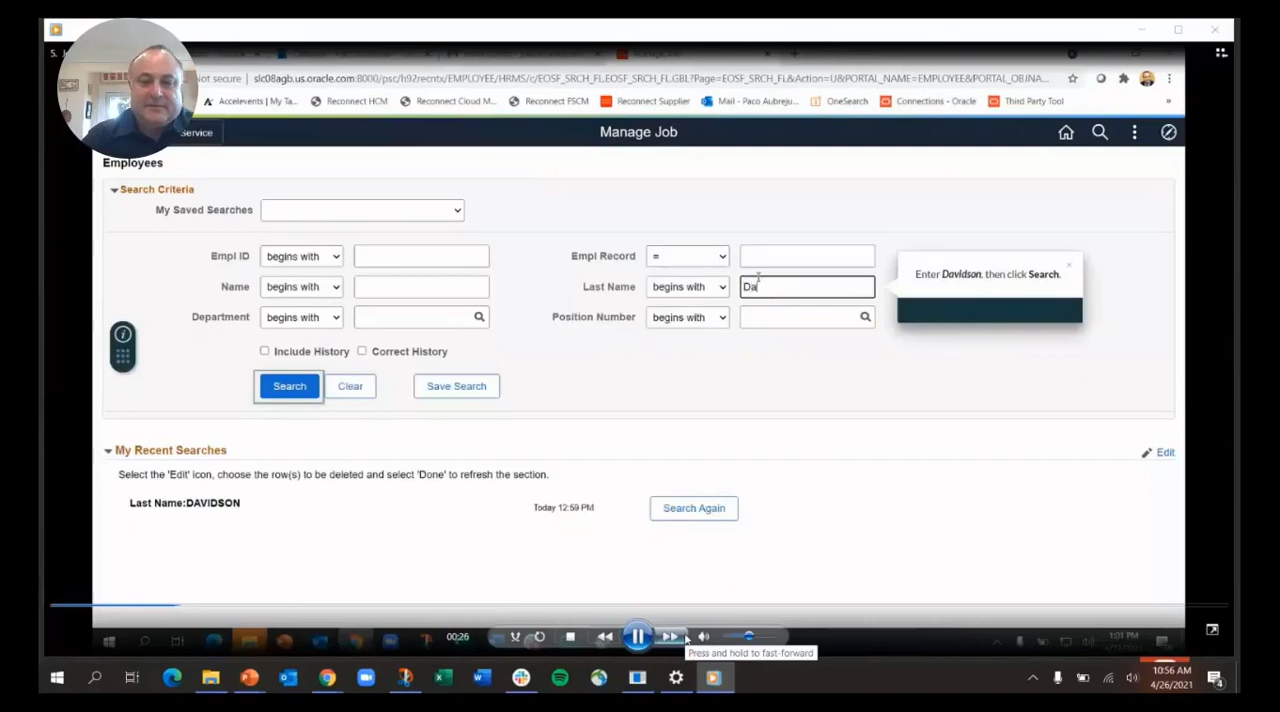 5. J
Not secure slc08agb.us.oracle.com:8000/psc/h92recntx/EMPLOYEE/HRMS/c/EOSF_SRCH_FL.EOSF_SRCH_FL.GBL?Page=EOSF_SRCH_FL&Action=U&PORTAL_NAME=EMPLOYEE&PORTAL_OBJNA...
Accelevents | My Ta... Reconnect HCM Reconnect Cloud M... Reconnect FSCM Reconnect Supplier Mail - Paco Aubreju... OneSearch Connections - Oracle Third Party Tool »
Service Manage Job
Employees
Search Criteria
My Saved Searches
Empl ID begins with Empl Record =
Enter Davidson, then click Search. ×
Name begins with Last Name begins with Da
Department begins with Position Number begins with
Include History Correct History
Search Clear Save Search
My Recent Searches Edit
Select the 'Edit' icon, choose the row(s) to be deleted and select 'Done' to refresh the section.
Last Name:DAVIDSON Today 12:59 PM Search Again
00:26 1:01 PM
Press and hold to fast-forward
10:56 AM
4/26/2021
4